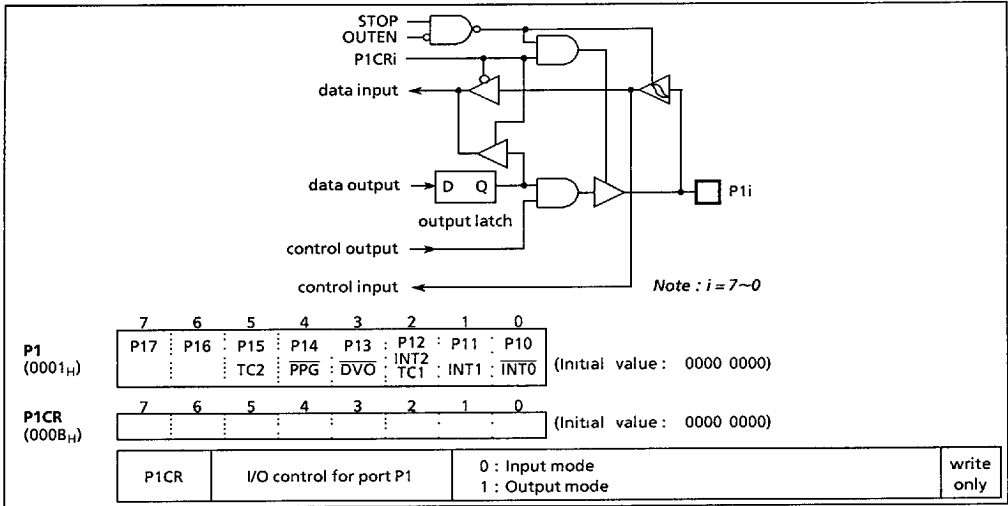 STOP
OUTEN
P1CRi
data input
data output
D Q
P1i
output latch
control output
control input
Note : i = 7~0
7 6 5 4 3 2 1 0
P1
(0001H)
P17 P16 P15 P14 P13 P12 P11 P10
TC2 PPG DVO INT2 TC1 INT1 INT0
(Initial value : 0000 0000)
7 6 5 4 3 2 1 0
P1CR
(000BH)
(Initial value : 0000 0000)
P1CR
I/O control for port P1
0 : Input mode
1 : Output mode
write
only